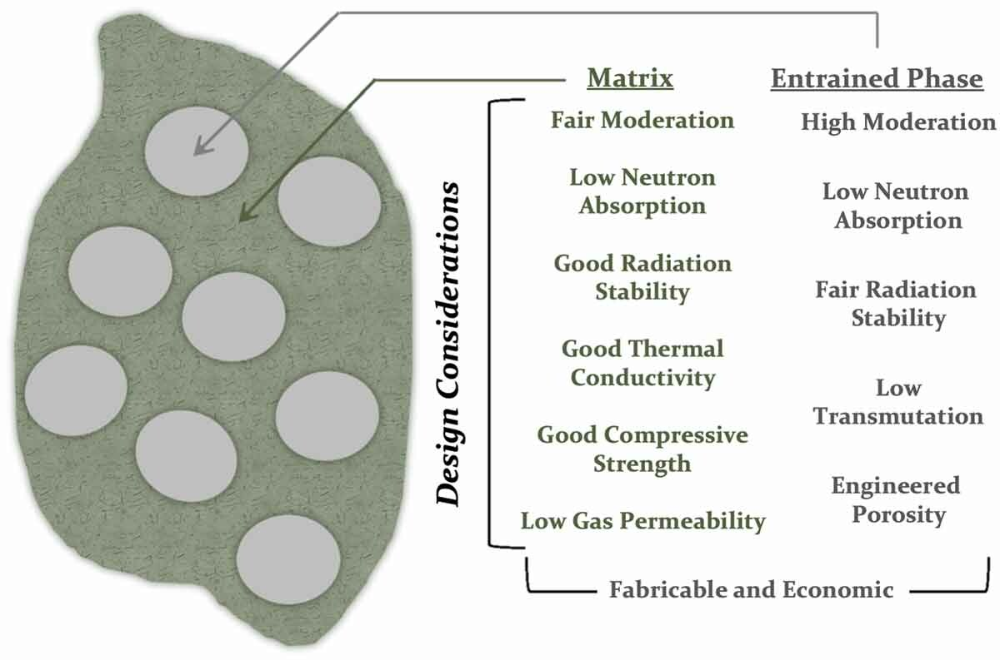 Matrix
Fair Moderation
Low Neutron
Absorption
Good Radiation
Stability
Good Thermal
Conductivity
Good Compressive
Strength
Low Gas Permeability
Entrained Phase
High Moderation
Low Neutron
Absorption
Fair Radiation
Stability
Low
Transmutation
Engineered
Porosity
Design Considerations
Fabricable and Economic